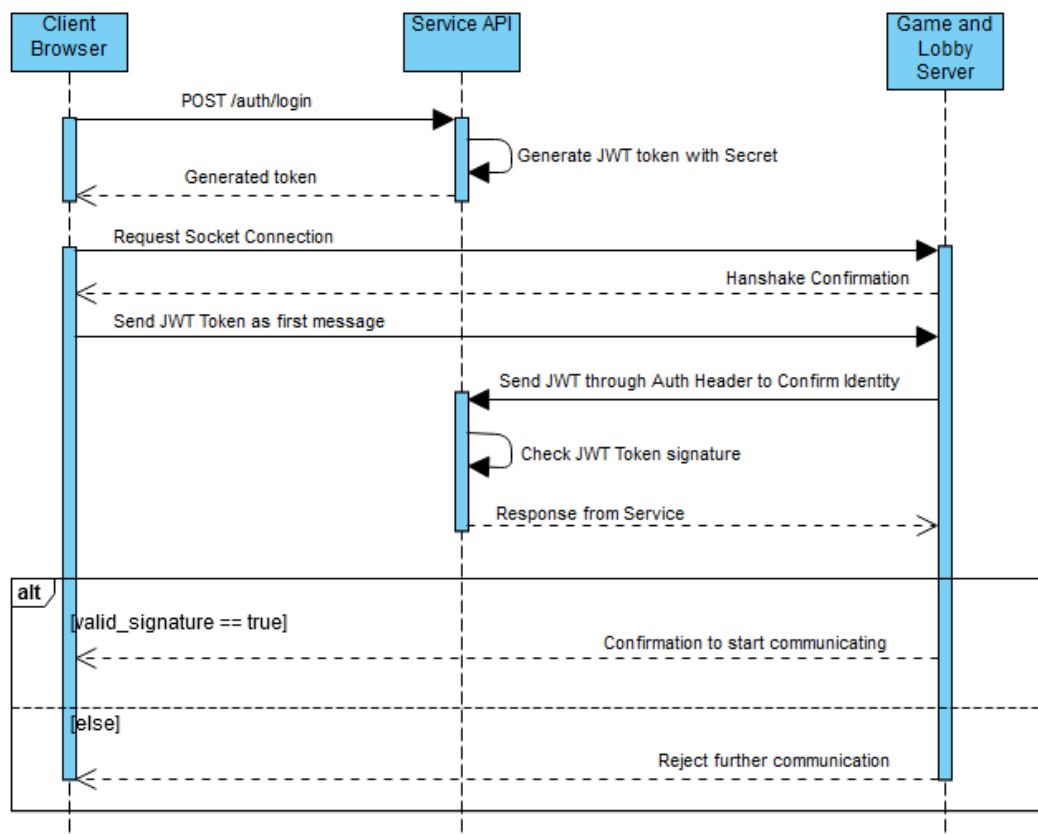 Client
Browser
Service API
Game and
Lobby
Server
POST /auth/login
Generate JWT token with Secret
Generated token
Request Socket Connection
Hanshake Confirmation
Send JWT Token as first message
Send JWT through Auth Header to Confirm Identity
Check JWT Token signature
Response from Service
alt
[valid_signature == true]
Confirmation to start communicating
[else]
Reject further communication